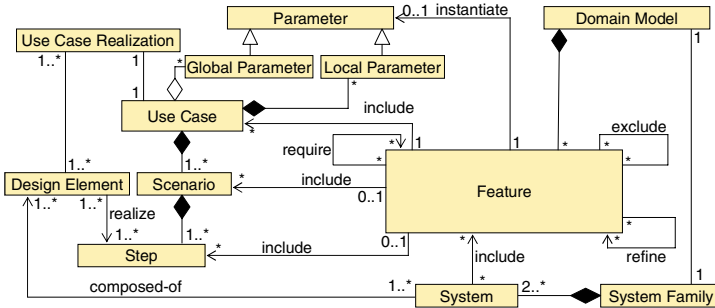 Parameter
0..1 instantiate
Domain Model
Use Case Realization
1..*
1
1
*
Global Parameter
Local Parameter
*
1
Use Case
include
*
1
1
require
*
*
*
*
exclude
*
1..*
1..*
Design Element
Scenario
*
include
0..1
Feature
1..*
1..*
realize
1..*
1..*
Step
*
include
0..1
*
*
*
refine
include
composed-of
1..*
*
2..*
1
System
System Family